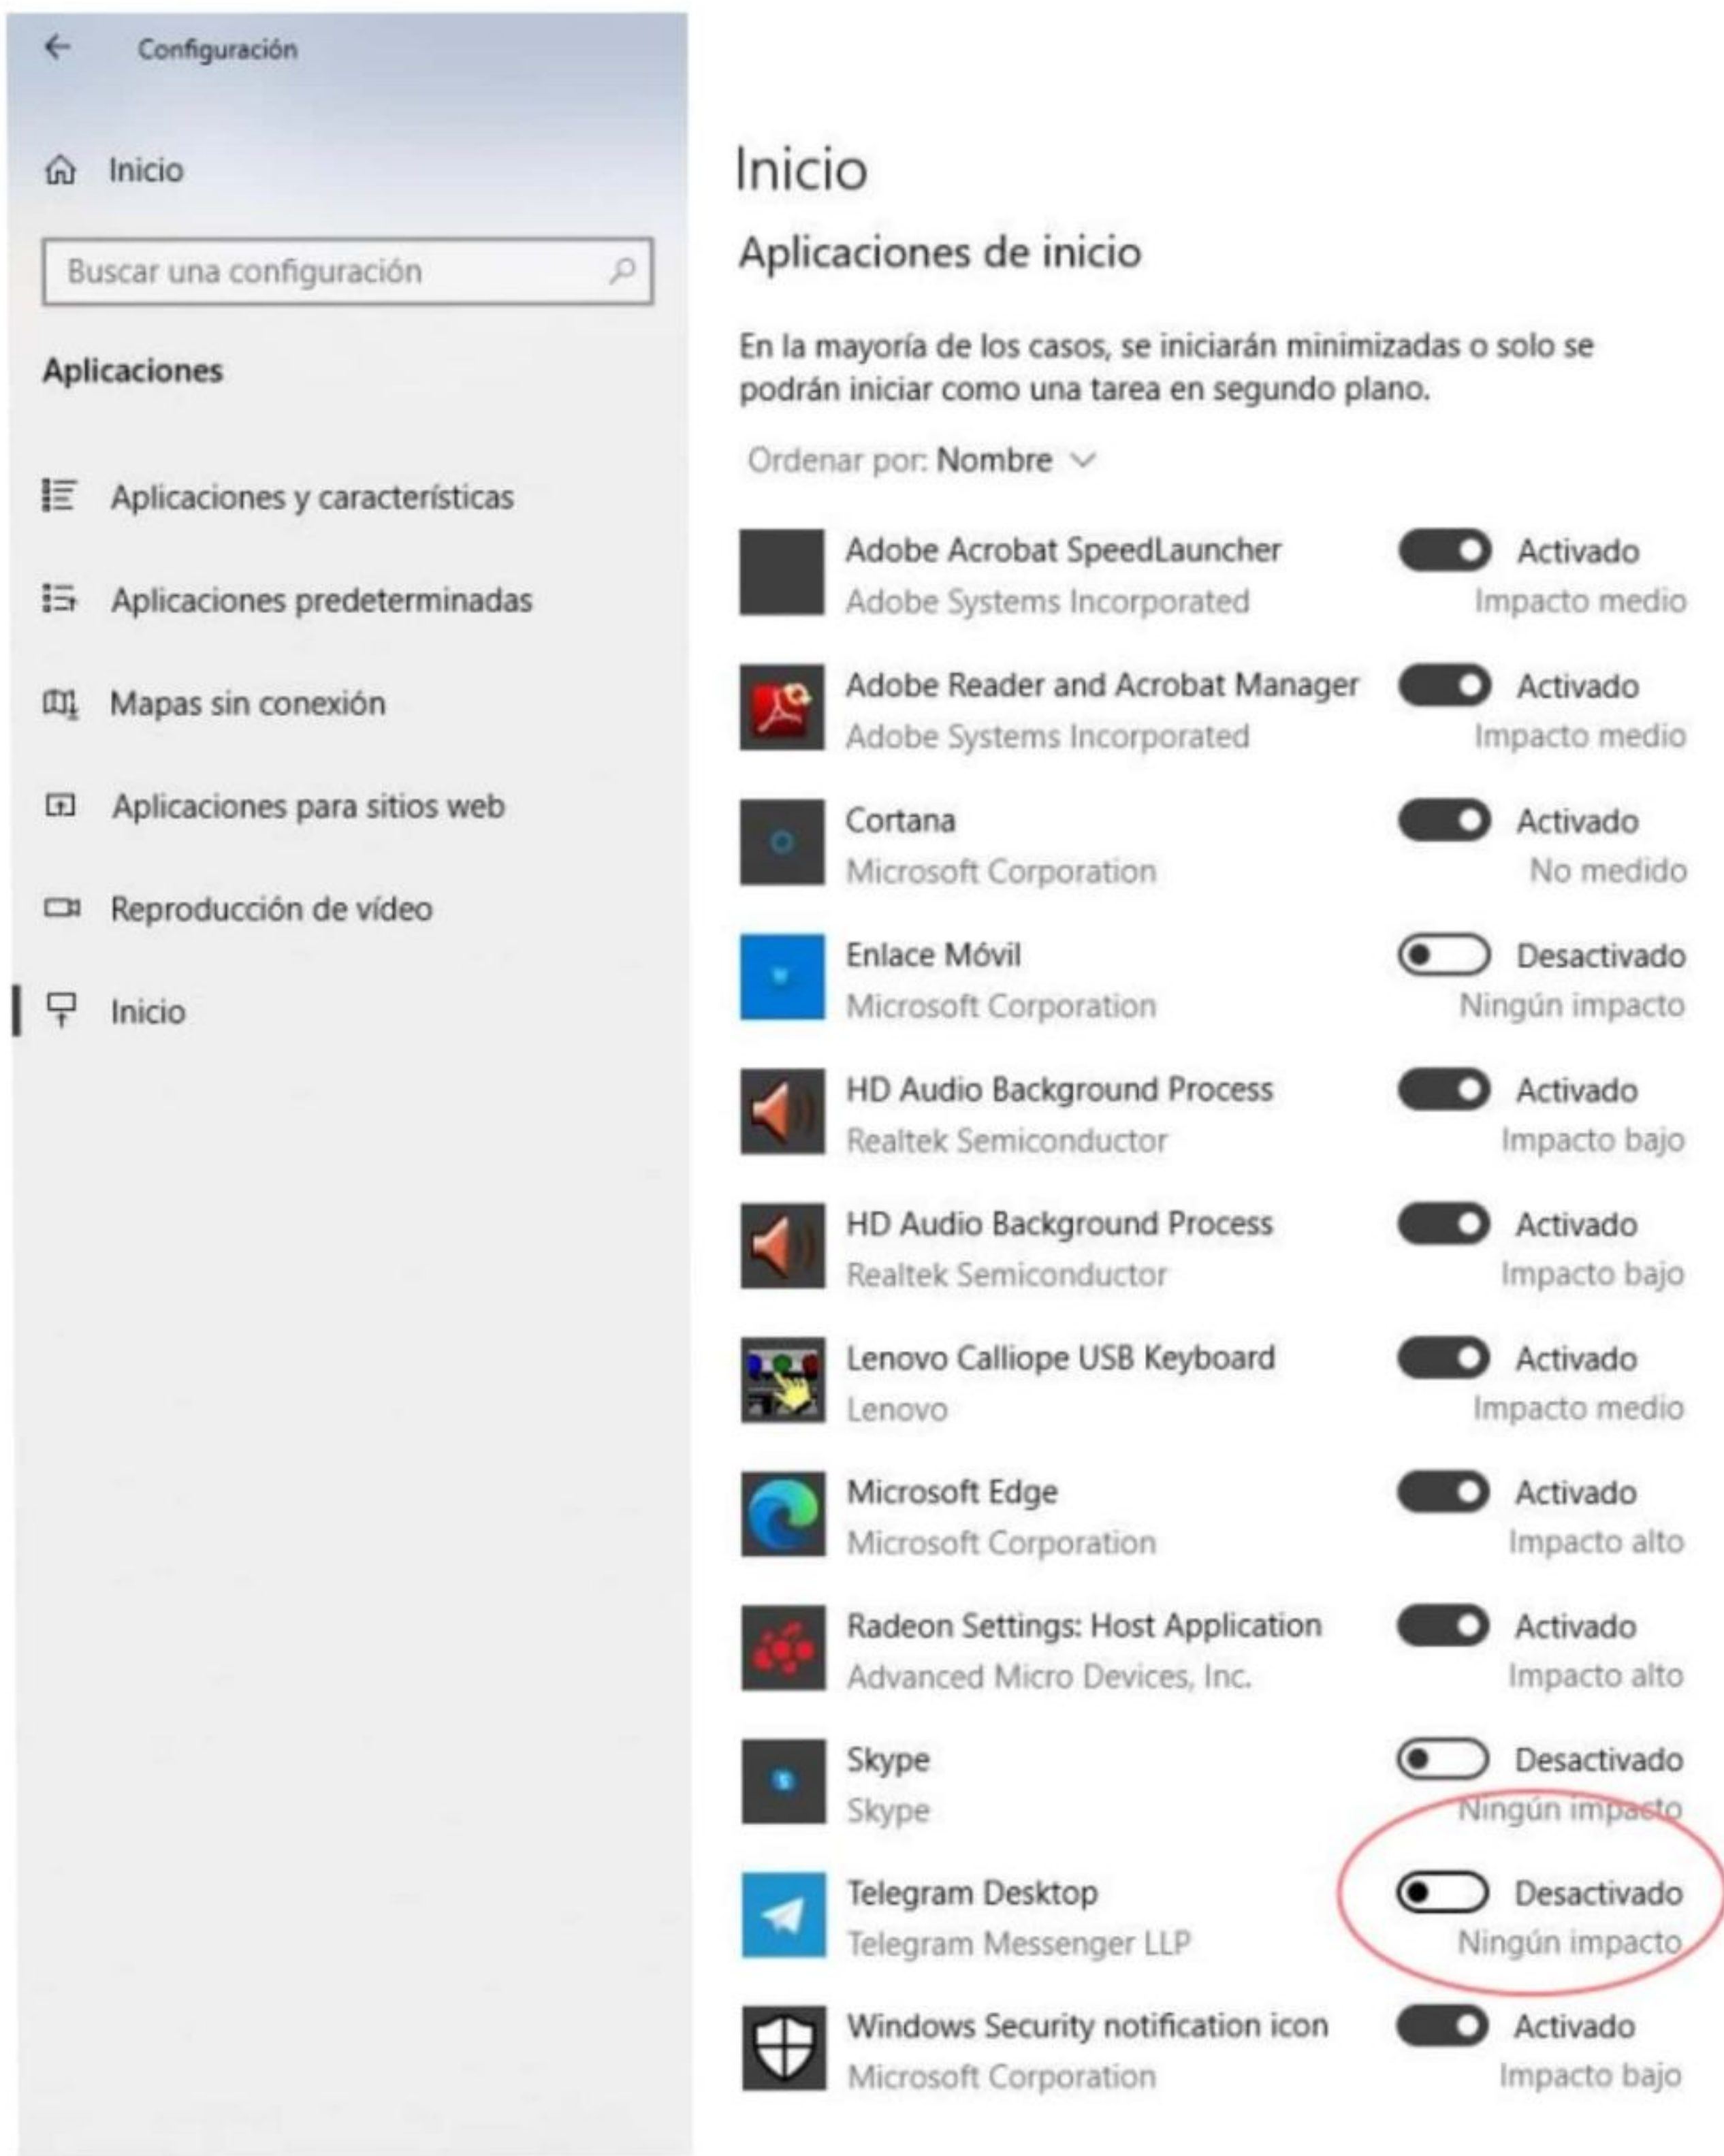 Configuración
Inicio
Buscar una configuración
Aplicaciones
Aplicaciones y características
Aplicaciones predeterminadas
Mapas sin conexión
Aplicaciones para sitios web
Reproducción de vídeo
Inicio
Inicio
Aplicaciones de inicio
En la mayoría de los casos, se iniciarán minimizadas o solo se
podrán iniciar como una tarea en segundo plano.
Ordenar por: Nombre
Adobe Acrobat SpeedLauncher Activado
Adobe Systems Incorporated Impacto medio
Adobe Reader and Acrobat Manager Activado
Adobe Systems Incorporated Impacto medio
Cortana Activado
Microsoft Corporation No medido
Enlace Móvil Desactivado
Microsoft Corporation Ningún impacto
HD Audio Background Process Activado
Realtek Semiconductor Impacto bajo
HD Audio Background Process Activado
Realtek Semiconductor Impacto bajo
Lenovo Calliope USB Keyboard Activado
Lenovo Impacto medio
Microsoft Edge Activado
Microsoft Corporation Impacto alto
Radeon Settings: Host Application Activado
Advanced Micro Devices, Inc. Impacto alto
Skype Desactivado
Skype Ningún impacto
Telegram Desktop Desactivado
Telegram Messenger LLP Ningún impacto
Windows Security notification icon Activado
Microsoft Corporation Impacto bajo